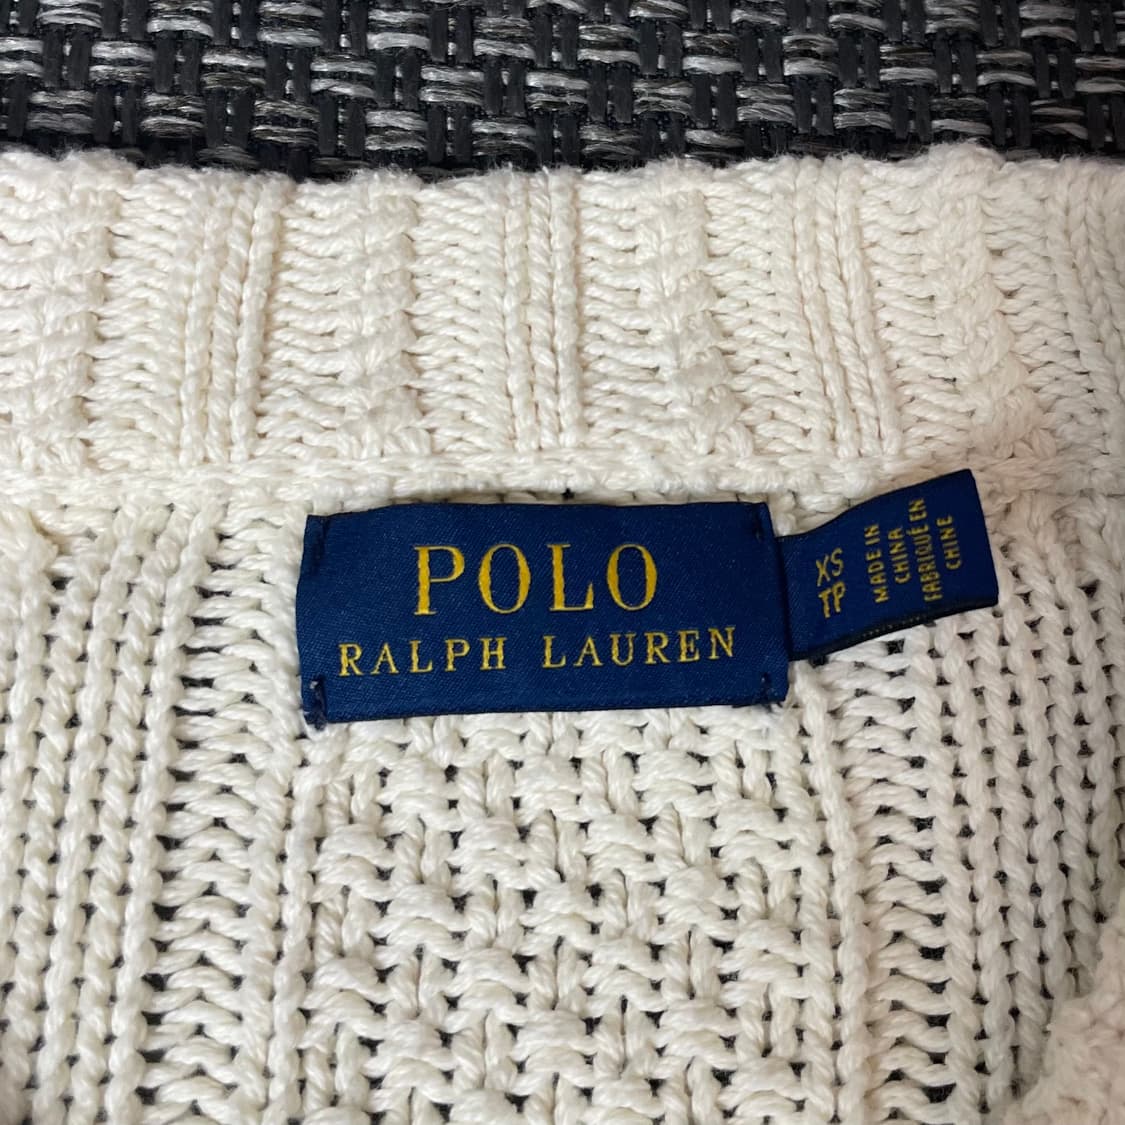 POLO
RALPH LAUREN
XS
TP
MADE IN
CHINA
FABRIQUÉ EN
CHINE